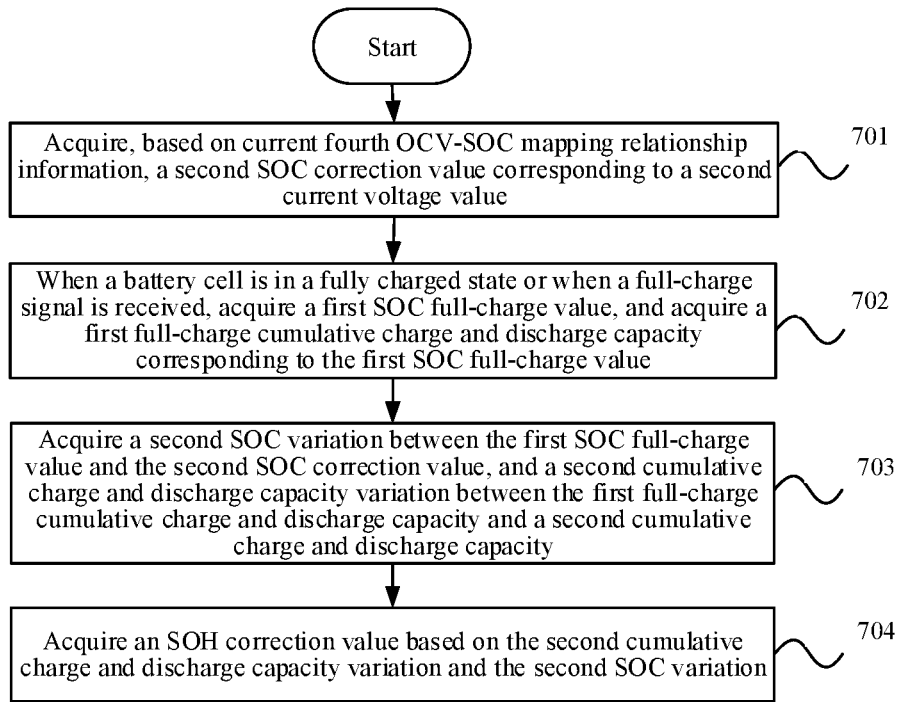 Start
Acquire, based on current fourth OCV-SOC mapping relationship
information, a second SOC correction value corresponding to a second
current voltage value
701
When a battery cell is in a fully charged state or when a full-charge
signal is received, acquire a first SOC full-charge value, and acquire a
first full-charge cumulative charge and discharge capacity
corresponding to the first SOC full-charge value
702
Acquire a second SOC variation between the first SOC full-charge
value and the second SOC correction value, and a second cumulative
charge and discharge capacity variation between the first full-charge
cumulative charge and discharge capacity and a second cumulative
charge and discharge capacity
703
Acquire an SOH correction value based on the second cumulative
charge and discharge capacity variation and the second SOC variation
704